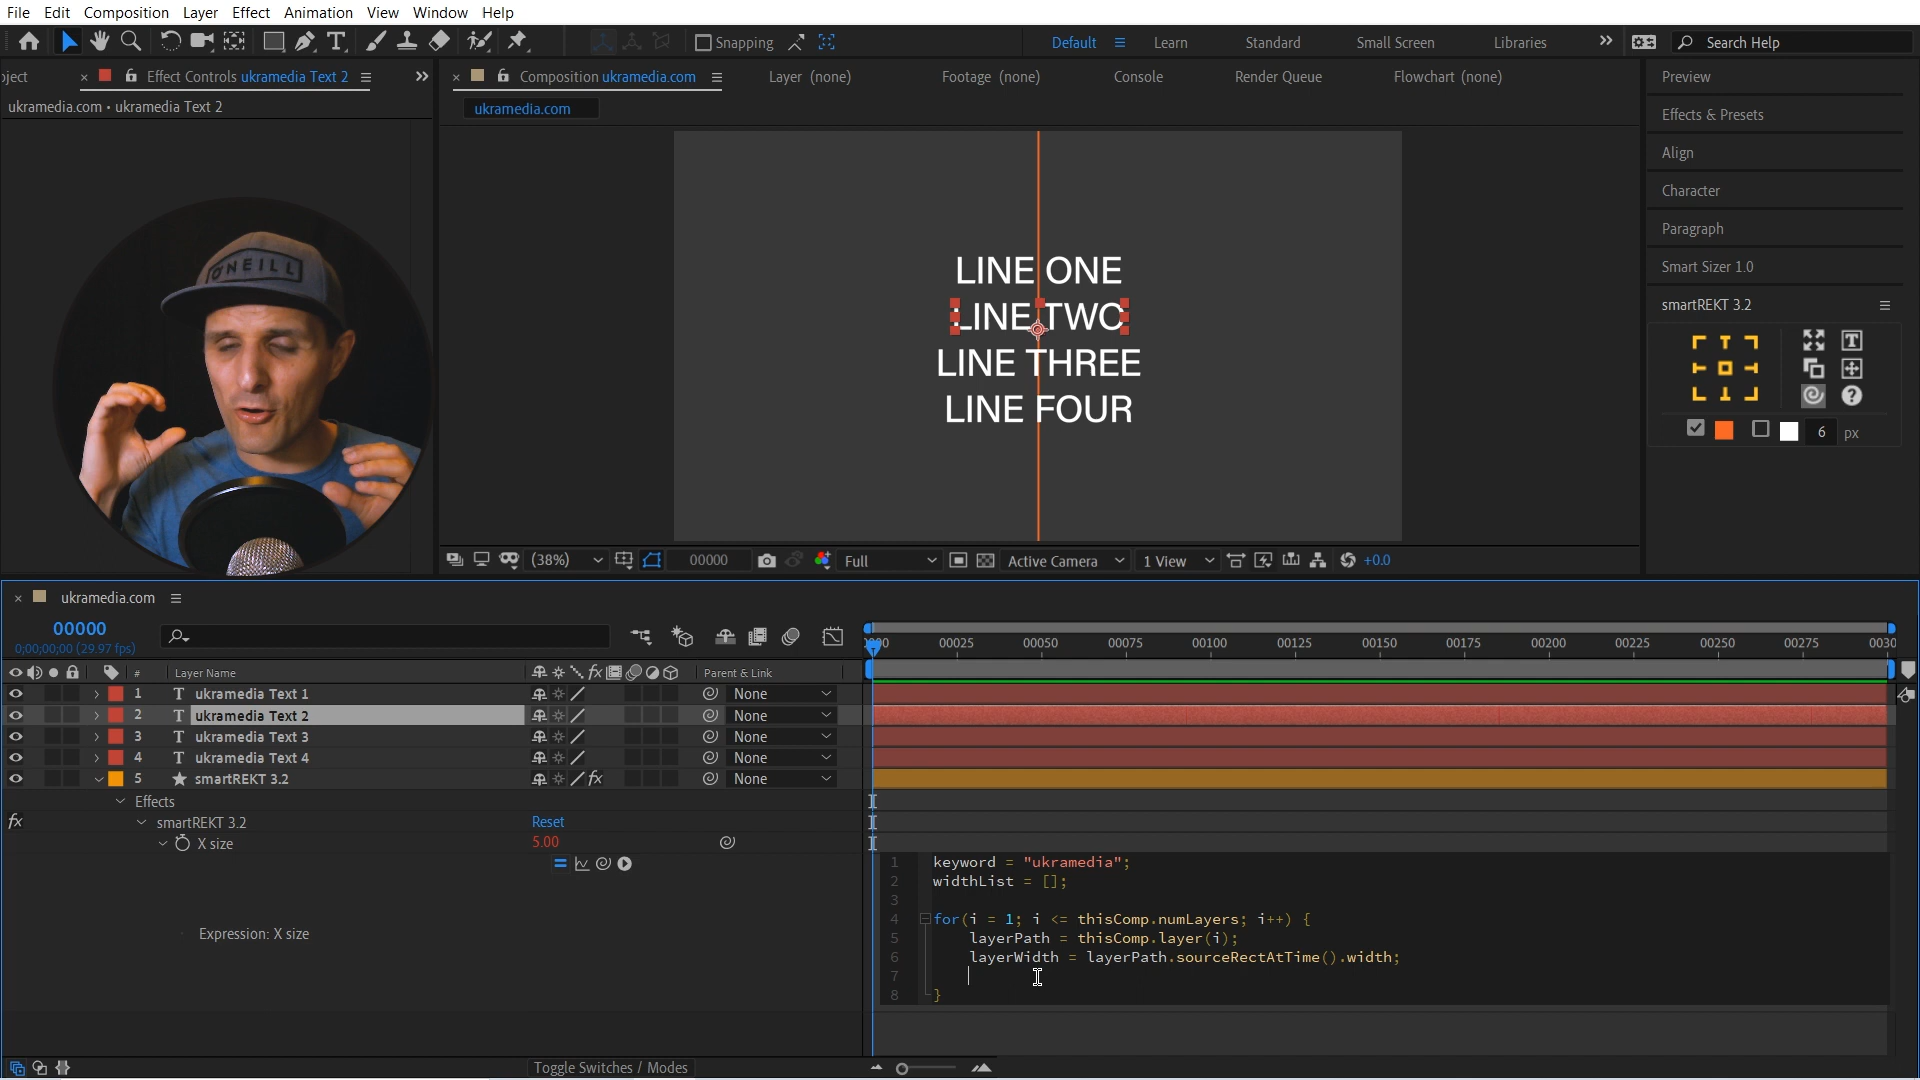 File Edit Composition Layer Effect Animation View Window Help
Snapping Default Learn Standard Small Screen Libraries Search Help
ject Effect Controls ukramedia Text 2 Composition ukramedia.com Layer (none) Footage (none) Console Render Queue Flowchart (none) Preview
ukramedia.com • ukramedia Text 2 ukramedia.com
Effects & Presets
Align
Character
Paragraph
Smart Sizer 1.0
smartREKT 3.2
6 px
O'NEILL
LINE ONE
LINE TWO
LINE THREE
LINE FOUR
(38%) 00000 Full Active Camera 1 View +0.0
ukramedia.com
00000
0;00;00;00 (29.97 fps)
00025 00050 00075 00100 00125 00150 00175 00200 00225 00250 00275 0030
# Layer Name Parent & Link
1 T ukramedia Text 1 None
2 T ukramedia Text 2 None
3 T ukramedia Text 3 None
4 T ukramedia Text 4 None
5 smartREKT 3.2 fx None
Effects
fx smartREKT 3.2 Reset
X size 5.00
Expression: X size
1 keyword = "ukramedia";
2 widthList = [];
3
4 for(i = 1; i <= thisComp.numLayers; i++) {
5 layerPath = thisComp.layer(i);
6 layerWidth = layerPath.sourceRectAtTime().width;
7
8 }
Toggle Switches / Modes